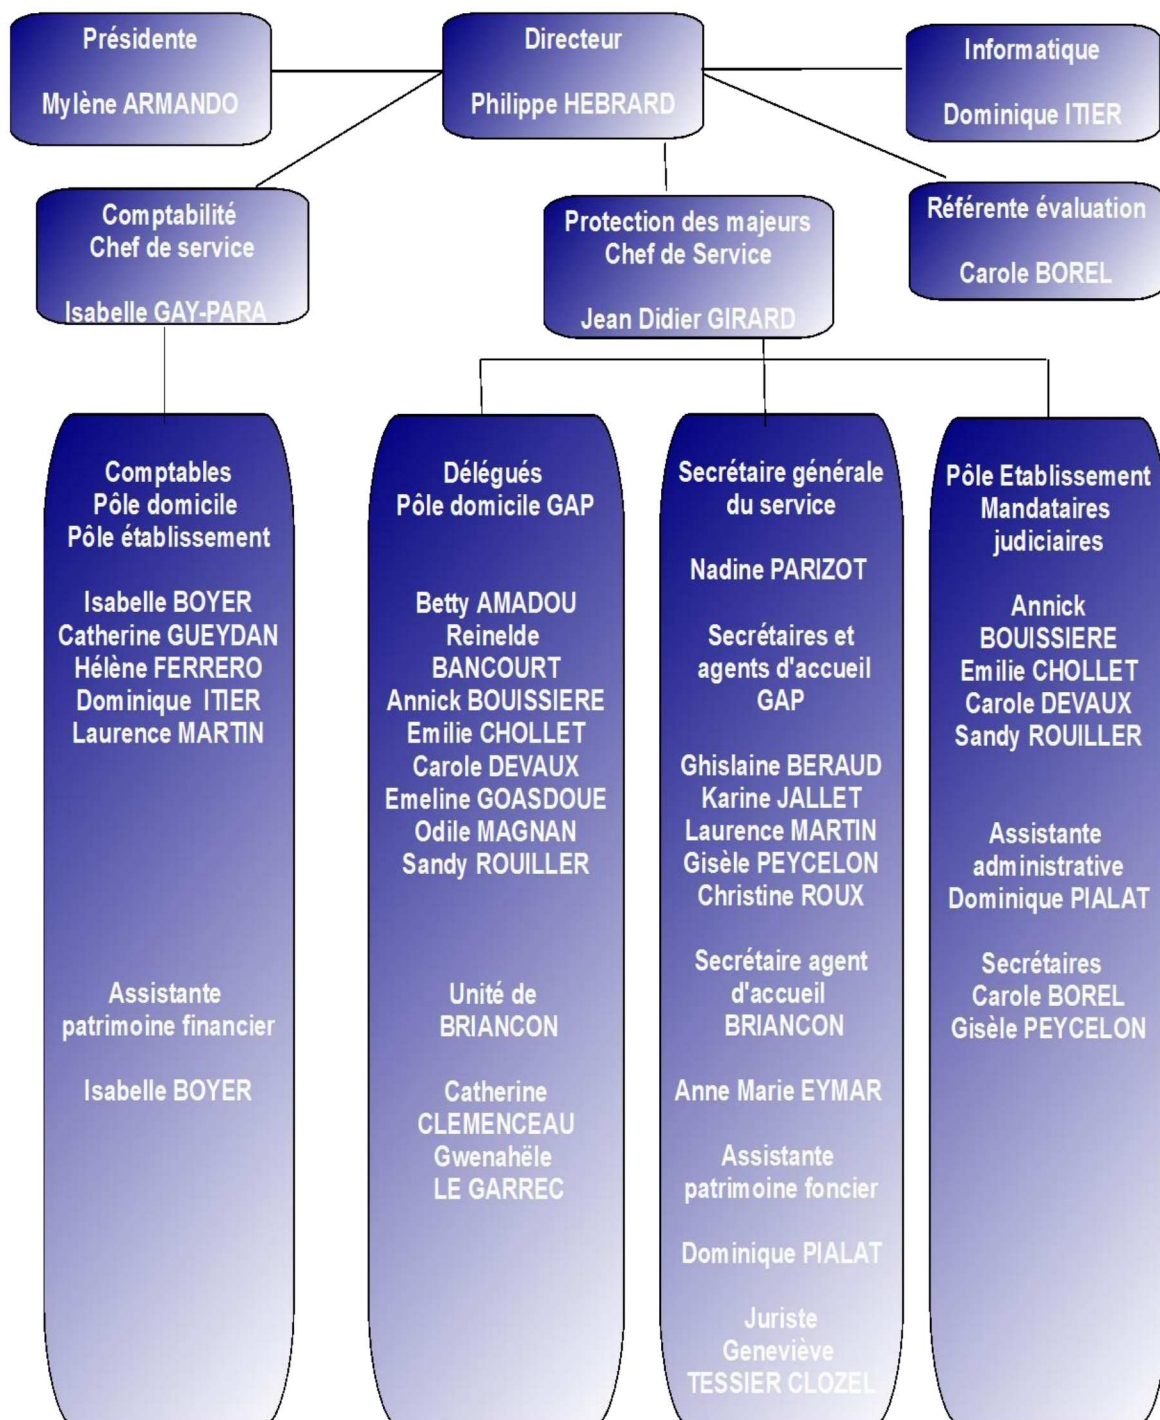 Présidente
Mylène ARMANDO
Directeur
Philippe HEBRARD
Informatique
Dominique ITIER
Comptabilité
Chef de service
Isabelle GAY-PARA
Protection des majeurs
Chef de Service
Jean Didier GIRARD
Référente évaluation
Carole BOREL
Comptables
Pôle domicile
Pôle établissement
Isabelle BOYER
Catherine GUEYDAN
Hélène FERRERO
Dominique ITIER
Laurence MARTIN
Assistante
patrimoine financier
Isabelle BOYER
Délégués
Pôle domicile GAP
Betty AMADOU
Reinelde
BANCOURT
Annick BOUISSIERE
Emilie CHOLLET
Carole DEVAUX
Emeline GOASDOUE
Odile MAGNAN
Sandy ROUILLER
Unité de
BRIANCON
Catherine
CLEMENCEAU
Gwenahële
LE GARREC
Secrétaire générale
du service
Nadine PARIZOT
Secrétaires et
agents d'accueil
GAP
Ghislaine BERAUD
Karine JALLET
Laurence MARTIN
Gisèle PEYCELON
Christine ROUX
Secrétaire agent
d'accueil
BRIANCON
Anne Marie EYMAR
Assistante
patrimoine foncier
Dominique PIALAT
Juriste
Geneviève
TESSIER CLOZEL
Pôle Etablissement
Mandataires
judiciaires
Annick
BOUISSIERE
Emilie CHOLLET
Carole DEVAUX
Sandy ROUILLER
Assistante
administrative
Dominique PIALAT
Secrétaires
Carole BOREL
Gisèle PEYCELON